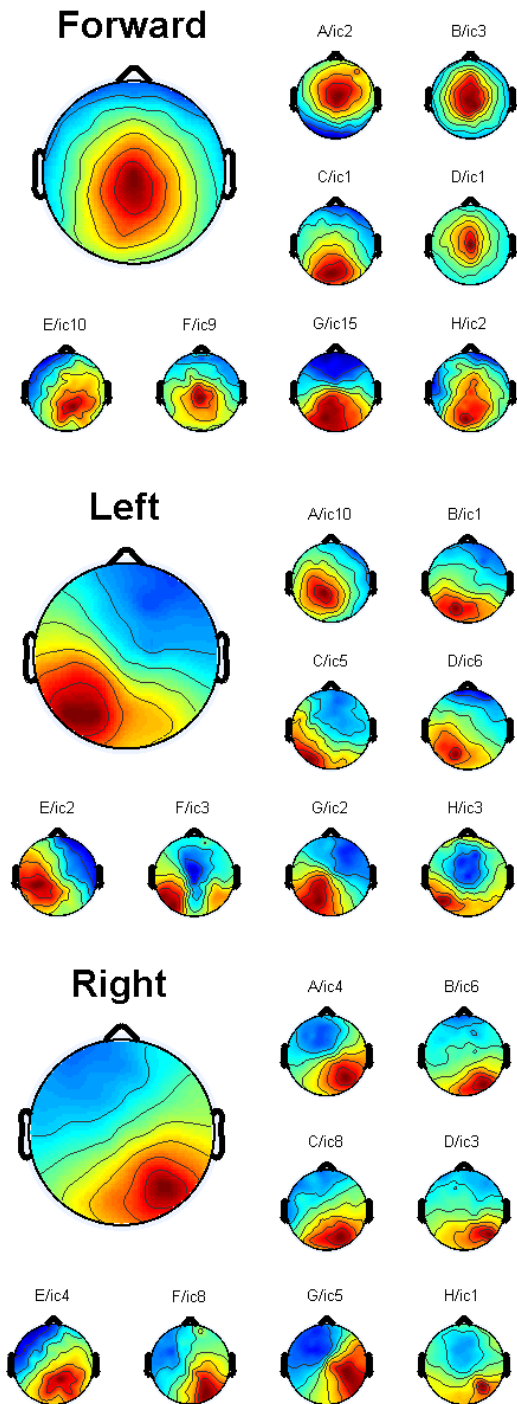 Forward
A/ic2 B/ic3
C/ic1 D/ic1
E/ic10 F/ic9 G/ic15 H/ic2
Left
A/ic10 B/ic1
C/ic5 D/ic6
E/ic2 F/ic3 G/ic2 H/ic3
Right
A/ic4 B/ic6
C/ic8 D/ic3
E/ic4 F/ic8 G/ic5 H/ic1